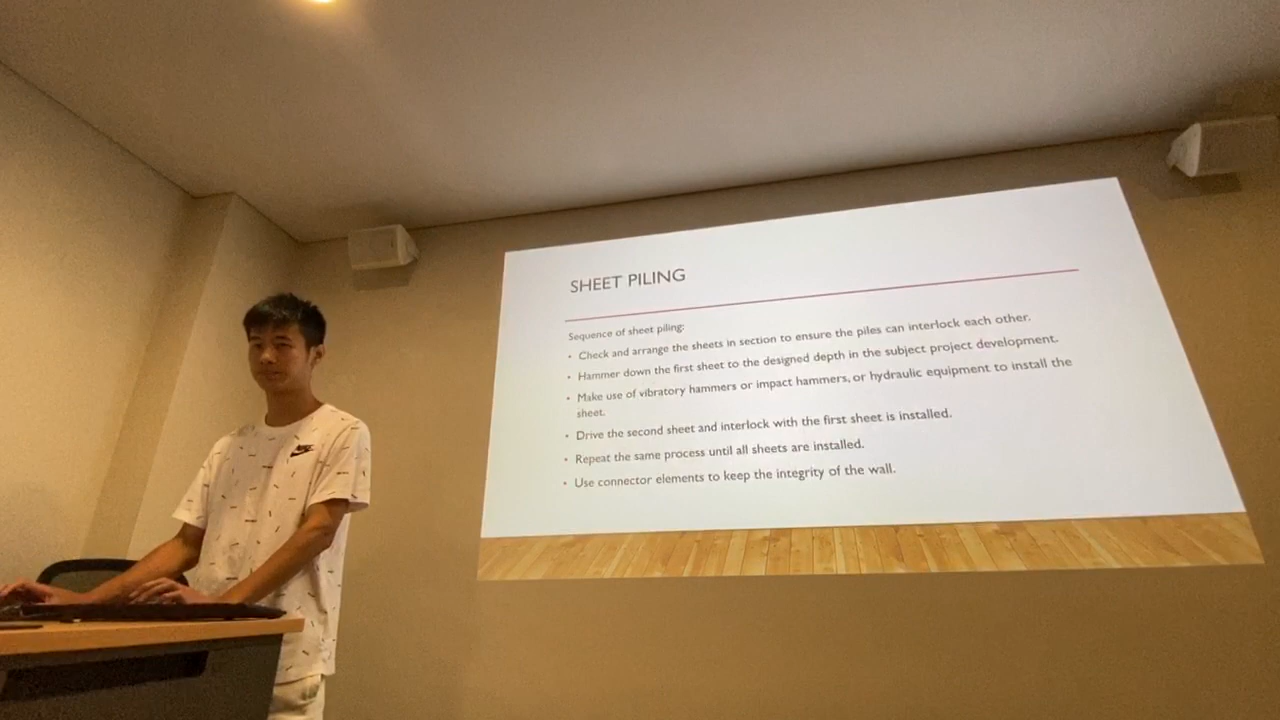 SHEET PILING
Sequence of sheet piling:
• Check and arrange the sheets in section to ensure the piles can interlock each other.
• Hammer down the first sheet to the designed depth in the subject project development.
• Make use of vibratory hammers or impact hammers, or hydraulic equipment to install the
sheet.
• Drive the second sheet and interlock with the first sheet is installed.
• Repeat the same process until all sheets are installed.
• Use connector elements to keep the integrity of the wall.
NIKE